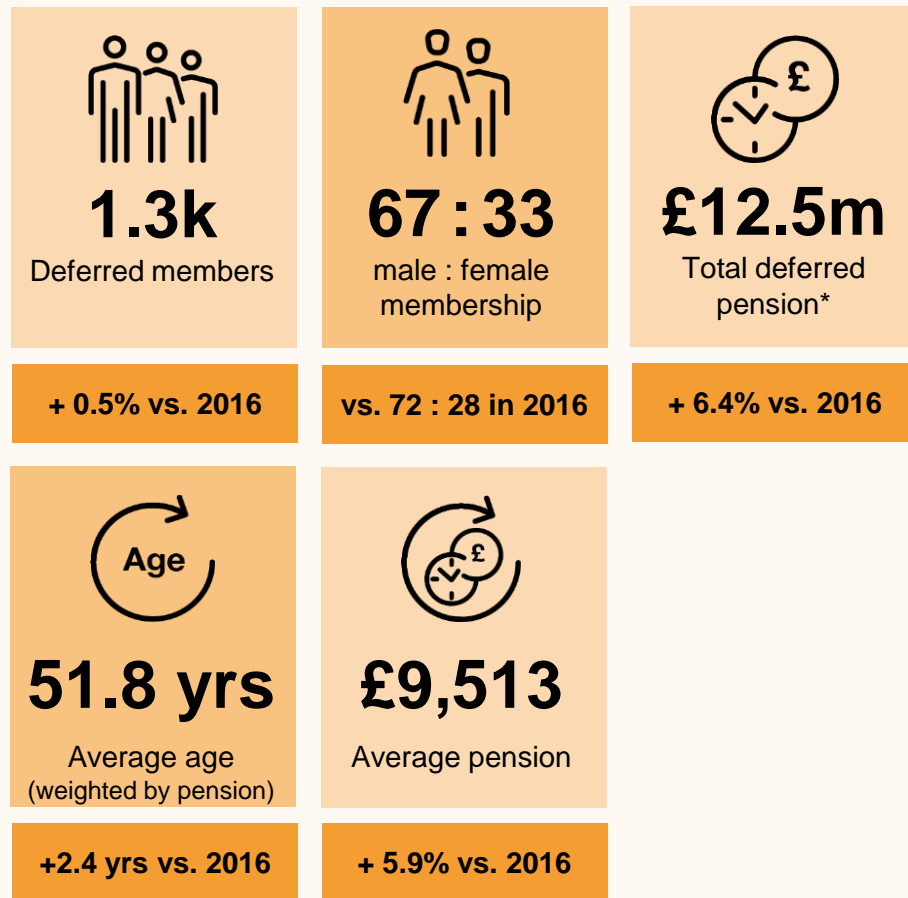 1.3k
Deferred members
+ 0.5% vs. 2016
67 : 33
male : female
membership
vs. 72 : 28 in 2016
£
£12.5m
Total deferred
pension*
+ 6.4% vs. 2016
Age
51.8 yrs
Average age
(weighted by pension)
+2.4 yrs vs. 2016
£
£9,513
Average pension
+ 5.9% vs. 2016